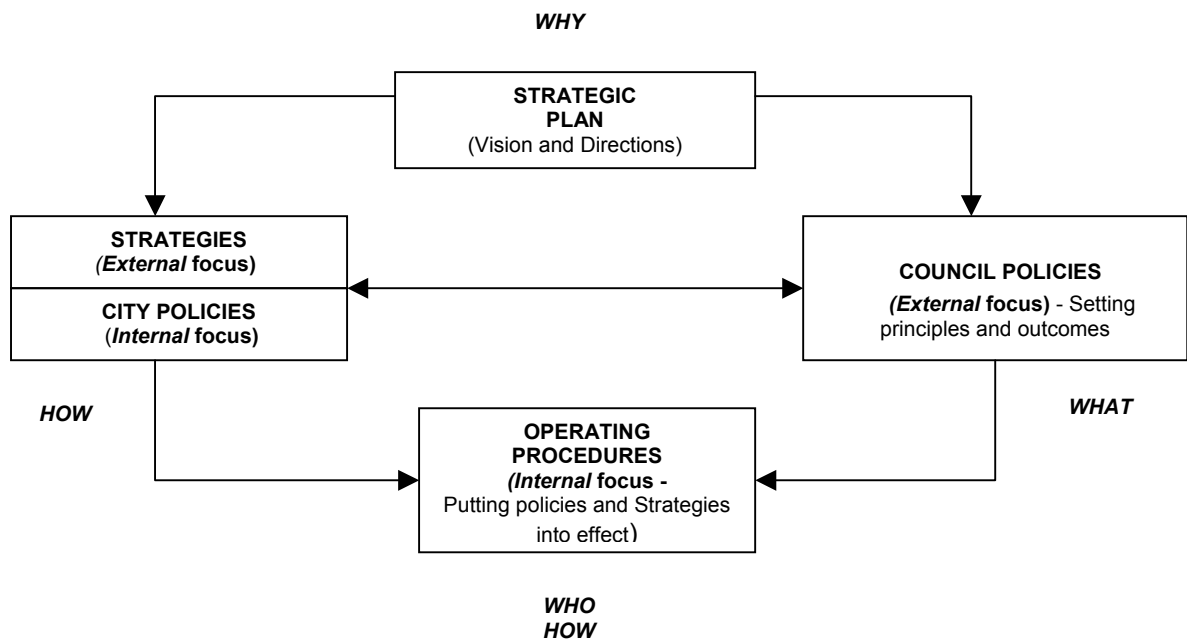 WHY
STRATEGIC
PLAN
(Vision and Directions)
STRATEGIES
(External focus)
CITY POLICIES
(Internal focus)
COUNCIL POLICIES
(External focus) - Setting
principles and outcomes
HOW
WHAT
OPERATING
PROCEDURES
(Internal focus -
Putting policies and Strategies
into effect)
WHO
HOW